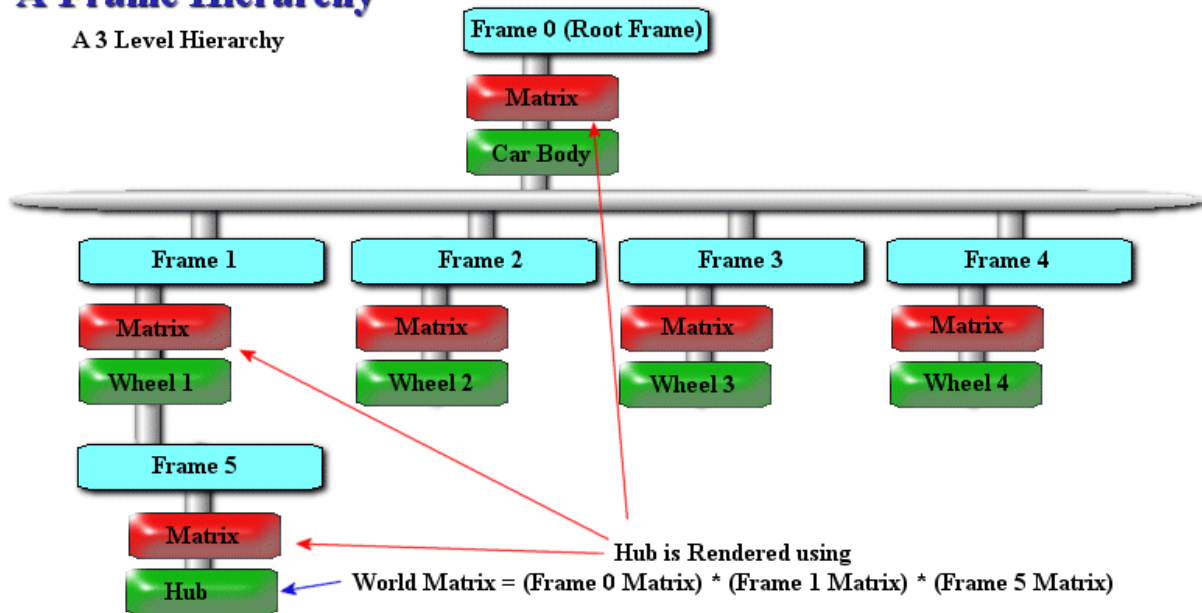 A Frame Hierarchy
A 3 Level Hierarchy
Frame 0 (Root Frame)
Matrix
Car Body
Frame 1
Frame 2
Frame 3
Frame 4
Matrix
Matrix
Matrix
Matrix
Wheel 1
Wheel 2
Wheel 3
Wheel 4
Frame 5
Matrix
Hub
Hub is Rendered using
World Matrix = (Frame 0 Matrix) * (Frame 1 Matrix) * (Frame 5 Matrix)